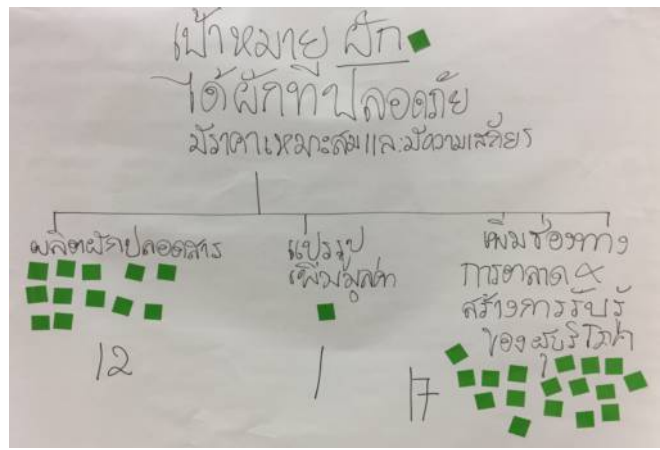 เป้าหมาย ผัก
ได้ผักที่ปลอดภัย
มีราคาเหมาะสมและมีความเสถียร
ผลิตผักปลอดสาร
แปรรูป
เพิ่มมูลค่า
เพิ่มช่องทาง
การตลาด &
สร้างการรับรู้
ของผู้บริโภค
12
1
17